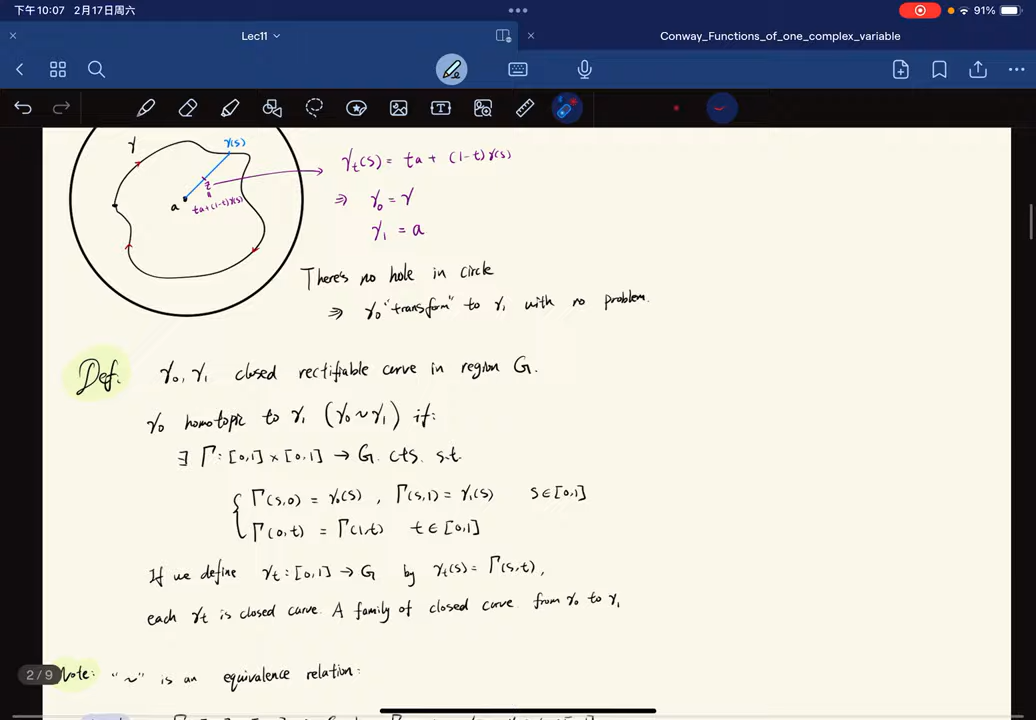 下午10:07 2月17日周六
91%
Lec11
Conway_Functions_of_one_complex_variable
γ
γ(s)
z
a
ta+(1-t)γ(s)
γt(s) = ta + (1-t)γ(s)
⇒ γ0 = γ
γ1 = a
There's no hole in circle
⇒ γ0 "transform" to γ1 with no problem.
Def. γ0, γ1 closed rectifiable curve in region G.
γ0 homotopic to γ1 (γ0 ~ γ1) if:
∃ Γ: [0,1] × [0,1] → G. cts. s.t.
Γ(s,0) = γ0(s) , Γ(s,1) = γ1(s) s∈[0,1]
Γ(0,t) = Γ(1,t) t∈[0,1]
If we define γt : [0,1] → G by γt(s) = Γ(s,t),
each γt is closed curve. A family of closed curve from γ0 to γ1
2 / 9
Note: "~" is an equivalence relation: